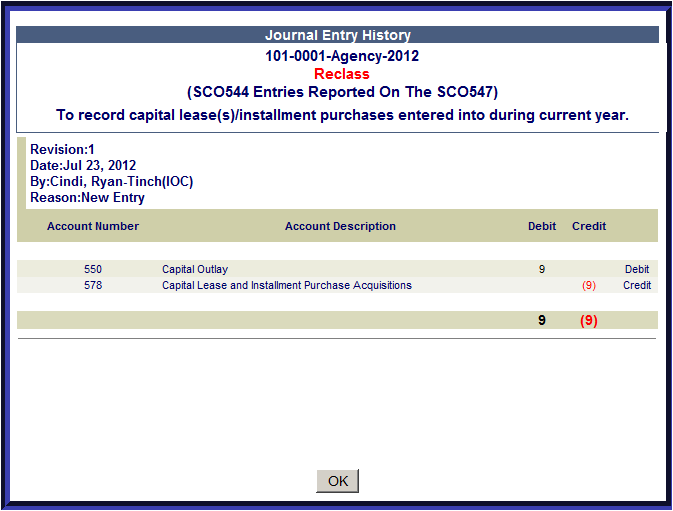 Journal Entry History
101-0001-Agency-2012
Reclass
(SCO544 Entries Reported On The SCO547)
To record capital lease(s)/installment purchases entered into during current year.
Revision:1
Date:Jul 23, 2012
By:Cindi, Ryan-Tinch(IOC)
Reason:New Entry
Account Number Account Description Debit Credit
550 Capital Outlay 9 Debit
578 Capital Lease and Installment Purchase Acquisitions (9) Credit
9 (9)
OK